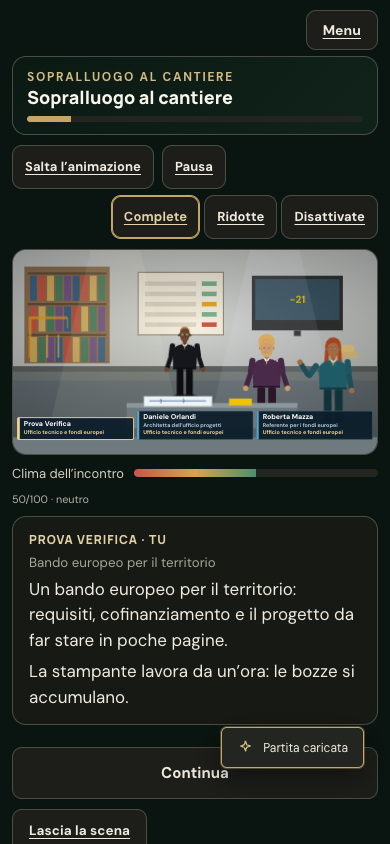 Menu
SOPRALLUOGO AL CANTIERE
Sopralluogo al cantiere
Salta l’animazione
Pausa
Complete
Ridotte
Disattivate
-21
Prova Verifica
Ufficio tecnico e fondi europei
Daniele Orlandi
Architetta dell'ufficio progetti
Ufficio tecnico e fondi europei
Roberta Mazza
Referente per i fondi europei
Ufficio tecnico e fondi europei
Clima dell’incontro
50/100 · neutro
PROVA VERIFICA · TU
Bando europeo per il territorio
Un bando europeo per il territorio:
requisiti, cofinanziamento e il progetto da
far stare in poche pagine.
La stampante lavora da un’ora: le bozze si
accumulano.
Partita caricata
Continua
Lascia la scena